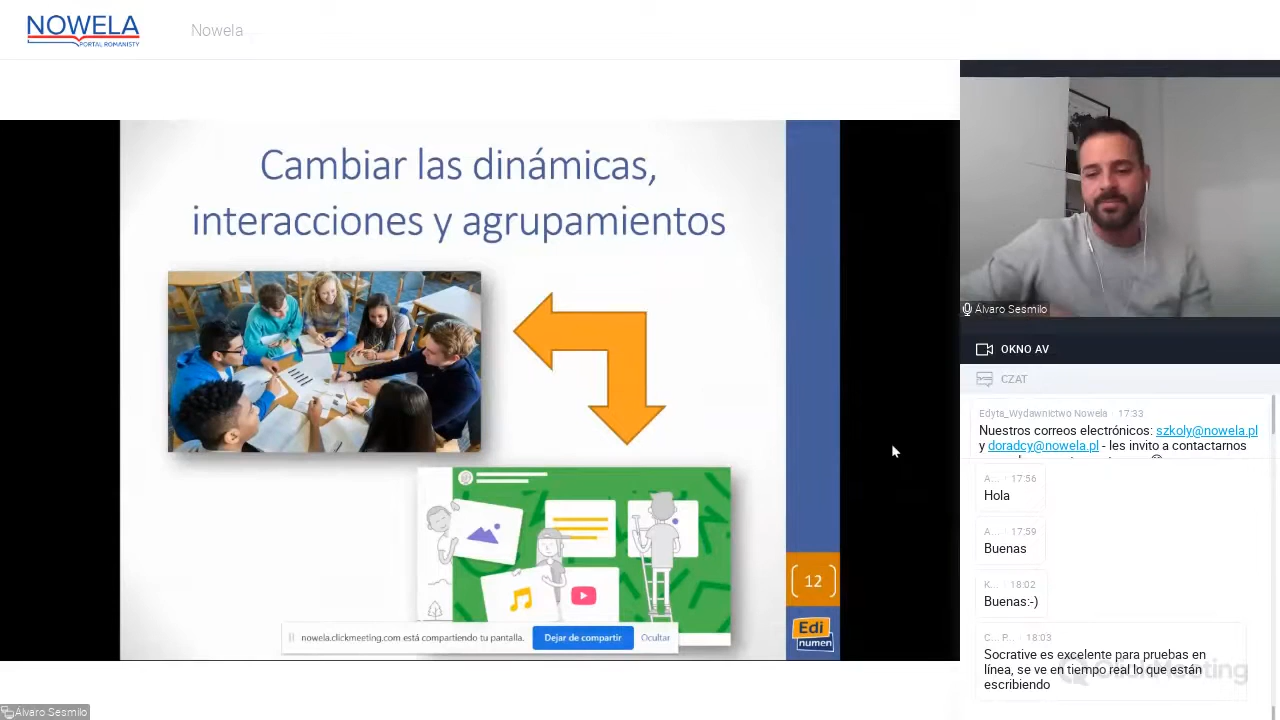 NOWELA
PORTAL ROMANISTY
Nowela
Cambiar las dinámicas,
interacciones y agrupamientos
12
Edi
numen
nowela.clickmeeting.com está compartiendo tu pantalla.
Dejar de compartir
Ocultar
Álvaro Sesmilo
Álvaro Sesmilo
OKNO AV
CZAT
Edyta_Wydawnictwo Nowela · 17:33
Nuestros correos electrónicos: szkoly@nowela.pl
y doradcy@nowela.pl - les invito a contactarnos
A... · 17:56
Hola
A... · 17:59
Buenas
K... · 18:02
Buenas:-)
C... P... · 18:03
Socrative es excelente para pruebas en
línea, se ve en tiempo real lo que están
escribiendo
ClickMeeting